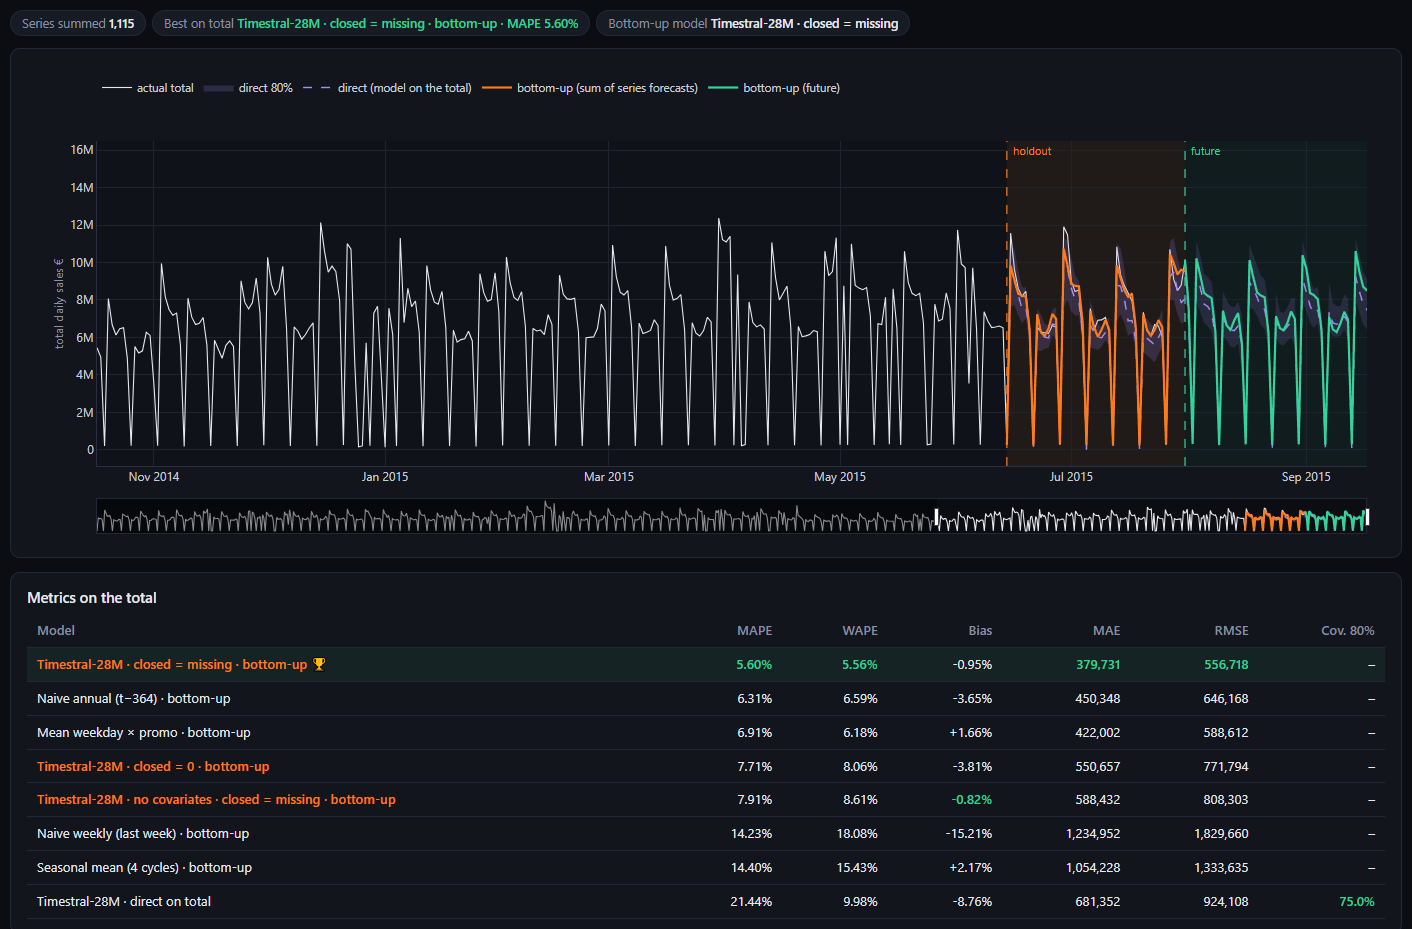 Series summed 1,115
Best on total Timestral-28M · closed = missing · bottom-up · MAPE 5.60%
Bottom-up model Timestral-28M · closed = missing
actual total
direct 80%
direct (model on the total)
bottom-up (sum of series forecasts)
bottom-up (future)
total daily sales €
16M
14M
12M
10M
8M
6M
4M
2M
0
holdout
future
Nov 2014
Jan 2015
Mar 2015
May 2015
Jul 2015
Sep 2015
Metrics on the total
Model MAPE WAPE Bias MAE RMSE Cov. 80%
Timestral-28M · closed = missing · bottom-up 🏆 5.60% 5.56% -0.95% 379,731 556,718 –
Naive annual (t−364) · bottom-up 6.31% 6.59% -3.65% 450,348 646,168 –
Mean weekday × promo · bottom-up 6.91% 6.18% +1.66% 422,002 588,612 –
Timestral-28M · closed = 0 · bottom-up 7.71% 8.06% -3.81% 550,657 771,794 –
Timestral-28M · no covariates · closed = missing · bottom-up 7.91% 8.61% -0.82% 588,432 808,303 –
Naive weekly (last week) · bottom-up 14.23% 18.08% -15.21% 1,234,952 1,829,660 –
Seasonal mean (4 cycles) · bottom-up 14.40% 15.43% +2.17% 1,054,228 1,333,635 –
Timestral-28M · direct on total 21.44% 9.98% -8.76% 681,352 924,108 75.0%